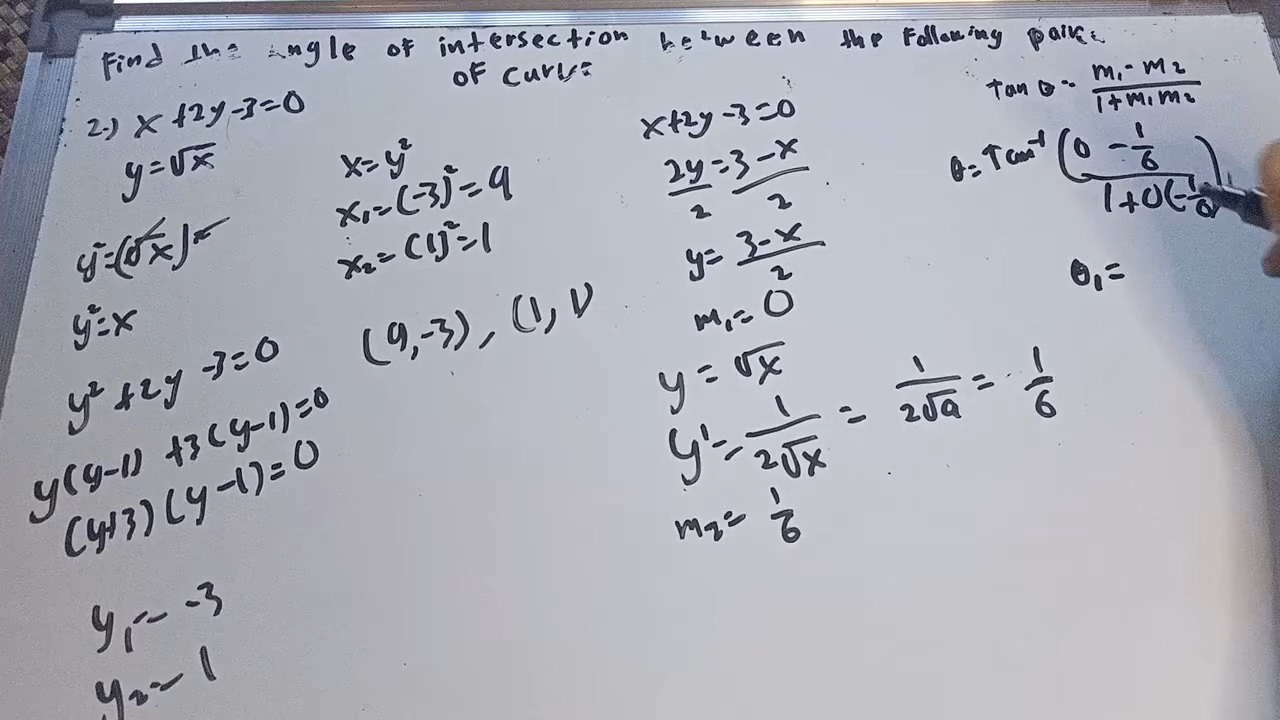 Find the angle of intersection between the following pairs
of curves
2.) x + 2y - 3 = 0
y = √x
y² = (√x)²
y² = x
y² + 2y - 3 = 0
y(y-1) + 3(y-1) = 0
(y+3)(y-1) = 0
y₁ = -3
y₂ = 1
x = y²
x₁ = (-3)² = 9
x₂ = (1)² = 1
(9, -3), (1, 1)
x + 2y - 3 = 0
2y/2 = 3 - x/2
y = 3 - x/2
m₁ = 0
y = √x
y' = 1/2√x = 1/2√9 = 1/6
m₂ = 1/6
Tan θ = m₁ - m₂/1 + m₁m₂
θ = Tan⁻¹ (0 - 1/6 / 1 + 0(-1/6))
θ₁ =